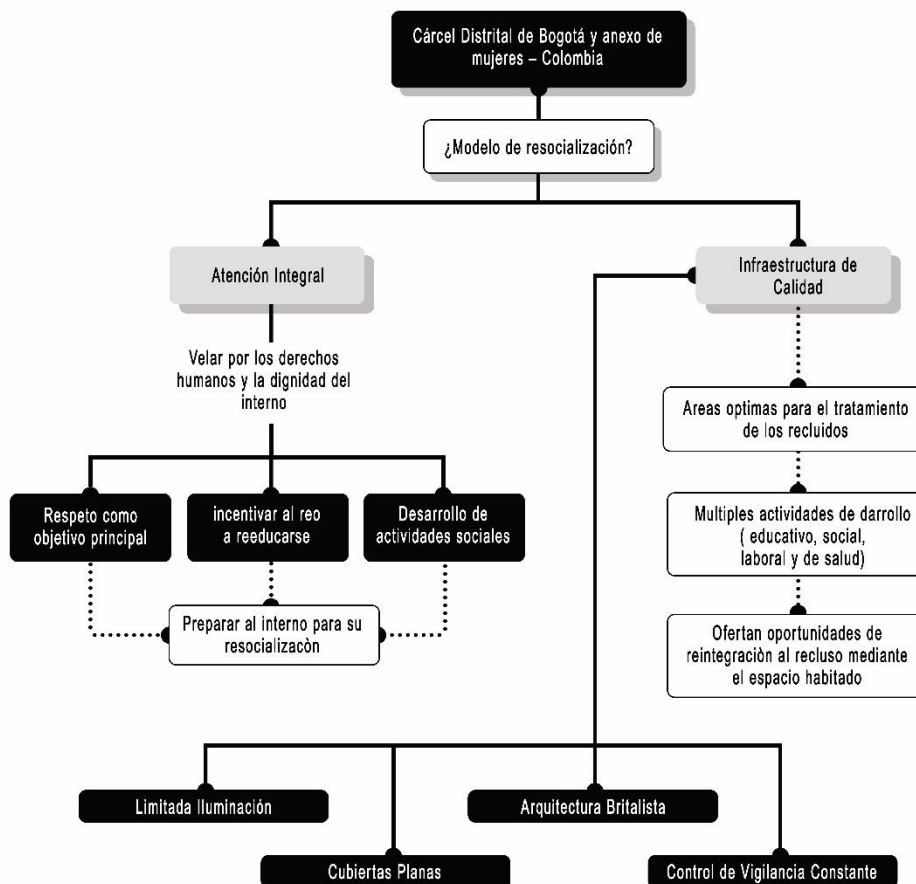 Cárcel Distrital de Bogotá y anexo de
mujeres – Colombia
¿Modelo de resocialización?
Atención Integral
Infraestructura de
Calidad
Velar por los derechos
humanos y la dignidad del
interno
Respeto como
objetivo principal
incentivar al reo
a reeducarse
Desarrollo de
actividades sociales
Preparar al interno para su
resocializacòn
Areas optimas para el tratamiento
de los recluidos
Multiples actividades de darrollo
( educativo, social,
laboral y de salud)
Ofertan oportunidades de
reintegraciòn al recluso mediante
el espacio habitado
Limitada Iluminación
Arquitectura Britalista
Cubiertas Planas
Control de Vigilancia Constante